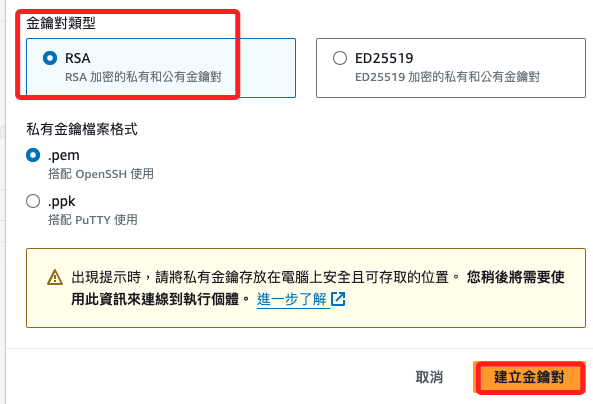 金鑰對類型
RSA
RSA 加密的私有和公有金鑰對
ED25519
ED25519 加密的私有和公有金鑰對
私有金鑰檔案格式
.pem
搭配 OpenSSH 使用
.ppk
搭配 PuTTY 使用
出現提示時，請將私有金鑰存放在電腦上安全且可存取的位置。 您稍後將需要使
用此資訊來連線到執行個體。 進一步了解
取消
建立金鑰對